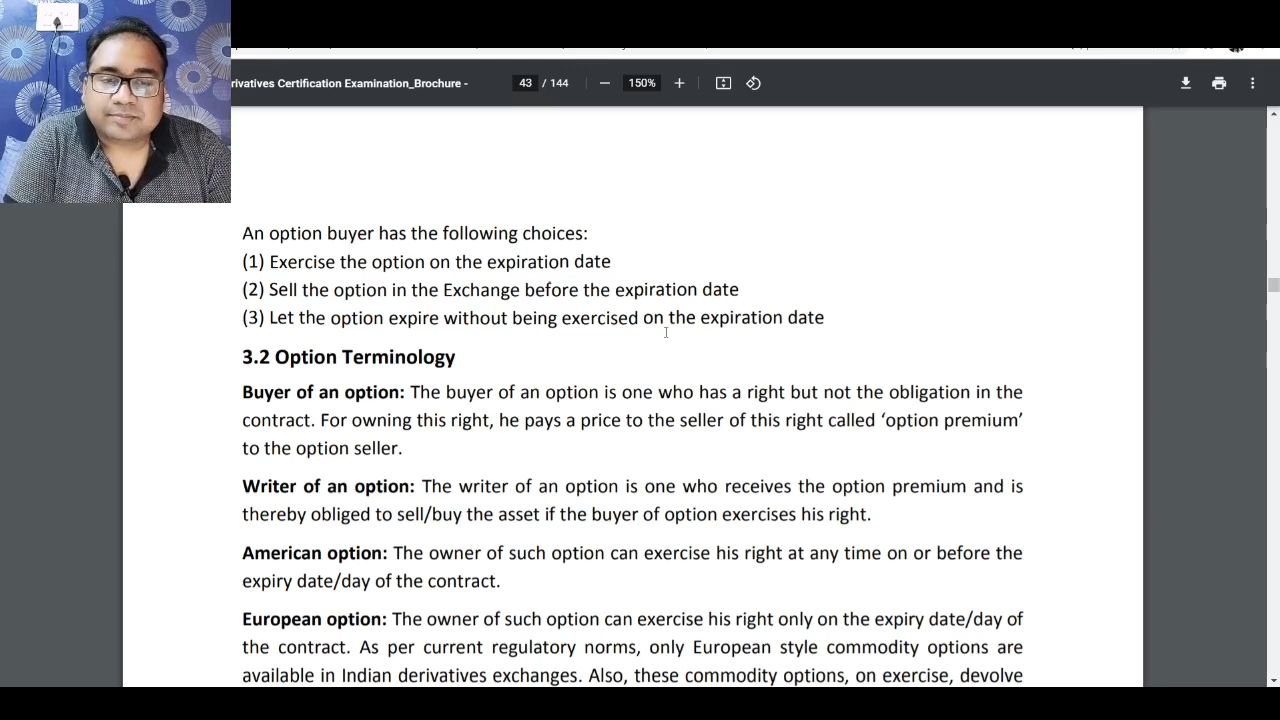 rivatives Certification Examination_Brochure -
43 / 144
150%
An option buyer has the following choices:
(1) Exercise the option on the expiration date
(2) Sell the option in the Exchange before the expiration date
(3) Let the option expire without being exercised on the expiration date
3.2 Option Terminology
Buyer of an option: The buyer of an option is one who has a right but not the obligation in the
contract. For owning this right, he pays a price to the seller of this right called ‘option premium’
to the option seller.
Writer of an option: The writer of an option is one who receives the option premium and is
thereby obliged to sell/buy the asset if the buyer of option exercises his right.
American option: The owner of such option can exercise his right at any time on or before the
expiry date/day of the contract.
European option: The owner of such option can exercise his right only on the expiry date/day of
the contract. As per current regulatory norms, only European style commodity options are
available in Indian derivatives exchanges. Also, these commodity options, on exercise, devolve